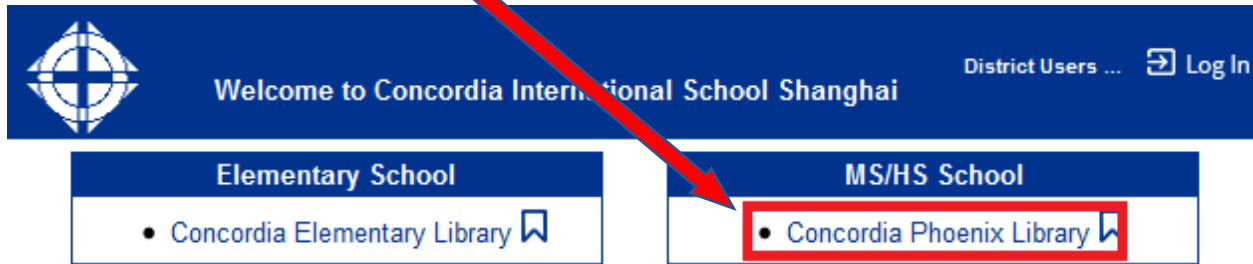 District Users ... Log In
Welcome to Concordia International School Shanghai
Elementary School
• Concordia Elementary Library
MS/HS School
• Concordia Phoenix Library